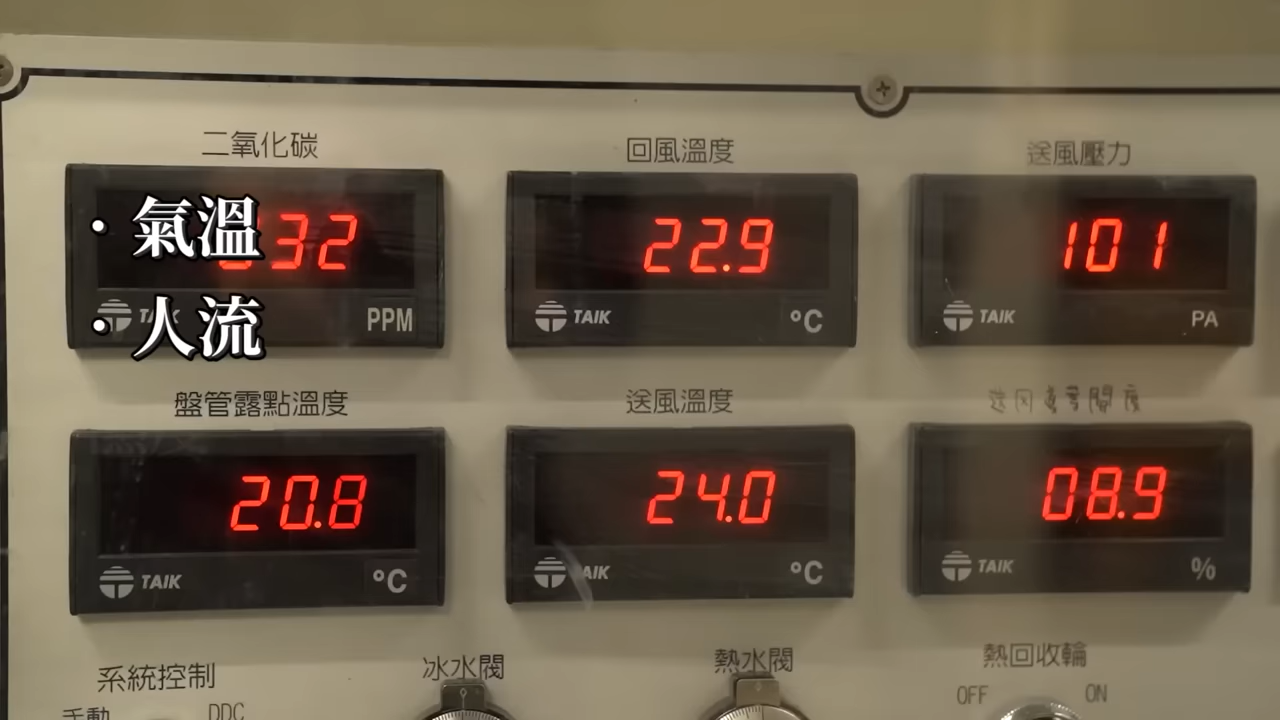 二氧化碳
回風溫度
送風壓力
・氣溫
32
22.9
101
・人流
PPM
TAIK
°C
TAIK
PA
盤管露點溫度
送風溫度
20.8
24.0
08.9
TAIK
°C
AIK
°C
TAIK
%
系統控制
冰水閥
熱水閥
熱回收輪
手動
DDC
OFF
ON